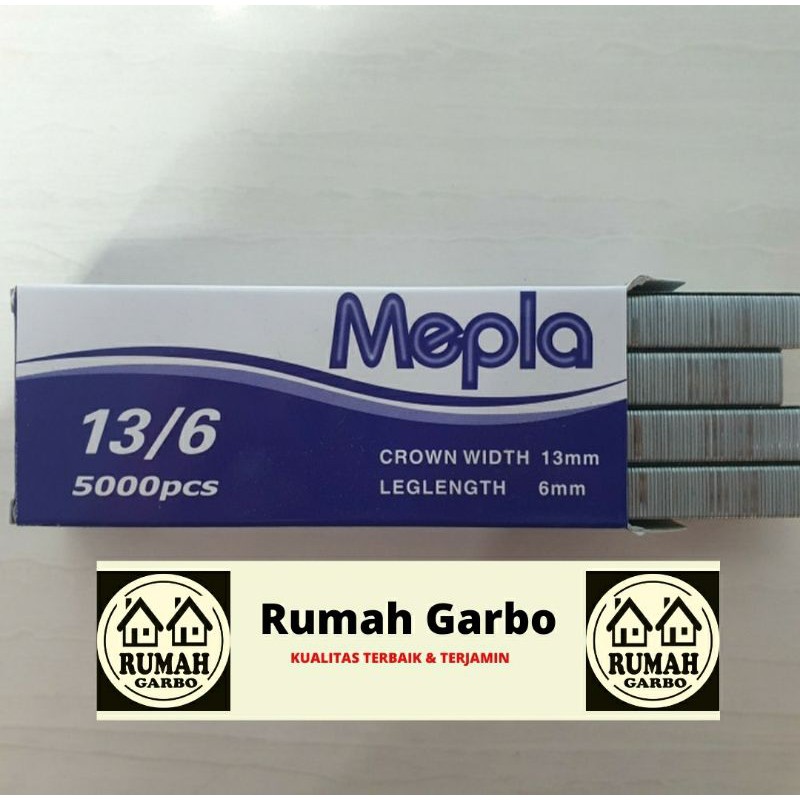 Mepla
13/6
5000pcs
CROWN WIDTH 13mm
LEGLENGTH 6mm
RUMAH
GARBO
Rumah Garbo
KUALITAS TERBAIK & TERJAMIN
RUMAH
GARBO